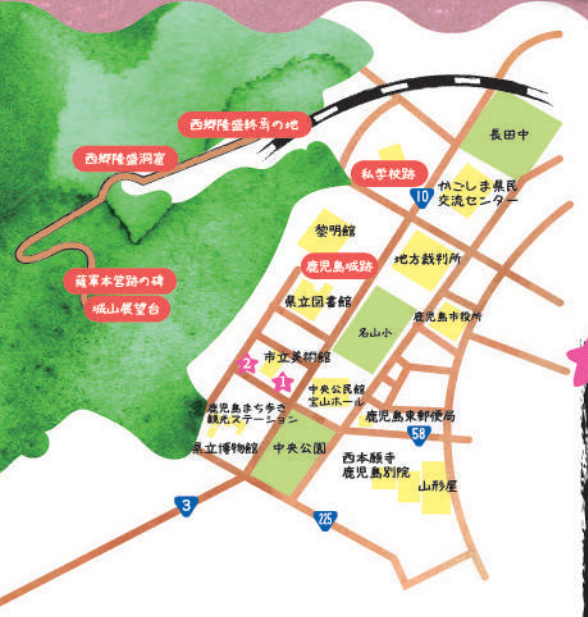 西郷隆盛終焉の地
西郷隆盛洞窟
長田中
私学校跡
10
かごしま県民
交流センター
黎明館
鹿児島城跡
地方裁判所
薩軍本営跡の碑
城山展望台
県立図書館
名山小
鹿児島市役所
市立美術館
2
1
中央公民館
宝山ホール
鹿児島まち歩き
観光ステーション
鹿児島東郵便局
58
県立博物館
中央公園
西本願寺
鹿児島別院
山形屋
3
225